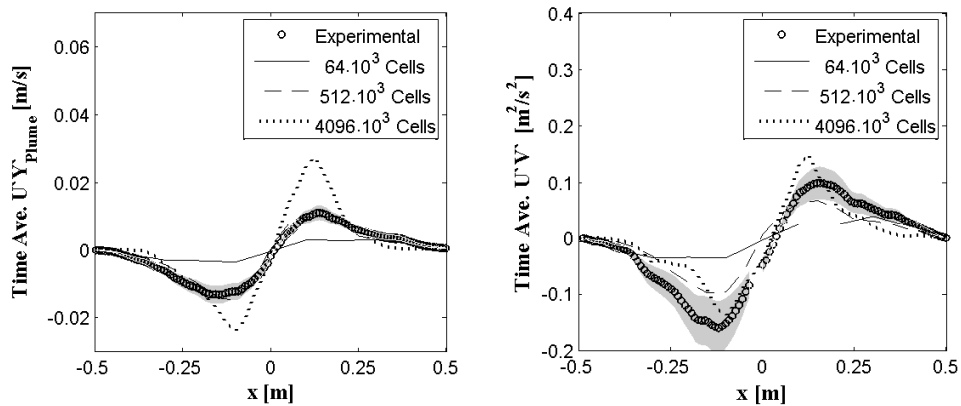 Time Ave. U`Y`Plume [m/s]
0.06
0.04
0.02
0
-0.02
Experimental
64.10³ Cells
512.10³ Cells
4096.10³ Cells
-0.5 -0.25 0 0.25 0.5
x [m]
Time Ave. U`V` [m²/s²]
0.4
0.3
0.2
0.1
0
-0.1
-0.2
Experimental
64.10³ Cells
512.10³ Cells
4096.10³ Cells
-0.5 -0.25 0 0.25 0.5
x [m]